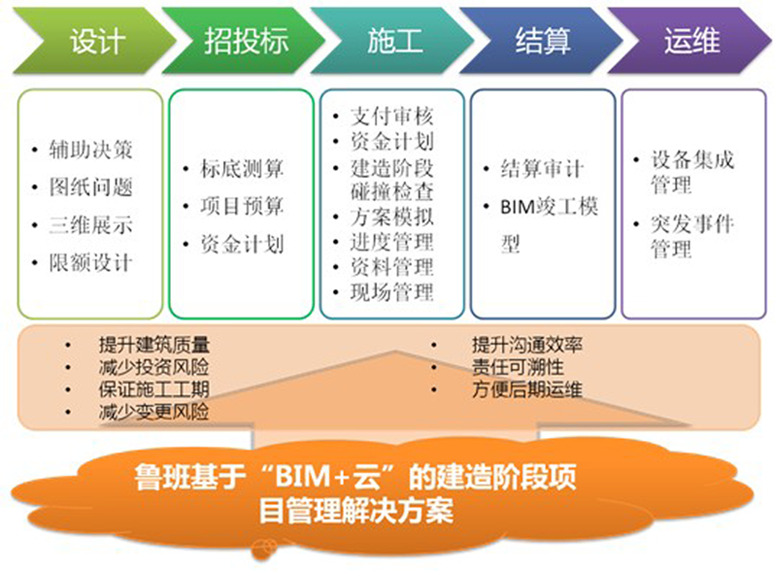 设计
招投标
施工
结算
运维
• 辅助决策
• 图纸问题
• 三维展示
• 限额设计
• 标底测算
• 项目预算
• 资金计划
• 支付审核
• 资金计划
• 建造阶段
碰撞检查
• 方案模拟
• 进度管理
• 资料管理
• 现场管理
• 结算审计
• BIM竣工模
型
• 设备集成
管理
• 突发事件
管理
• 提升建筑质量
• 减少投资风险
• 保证施工工期
• 减少变更风险
• 提升沟通效率
• 责任可溯性
• 方便后期运维
鲁班基于“BIM+云”的建造阶段项
目管理解决方案